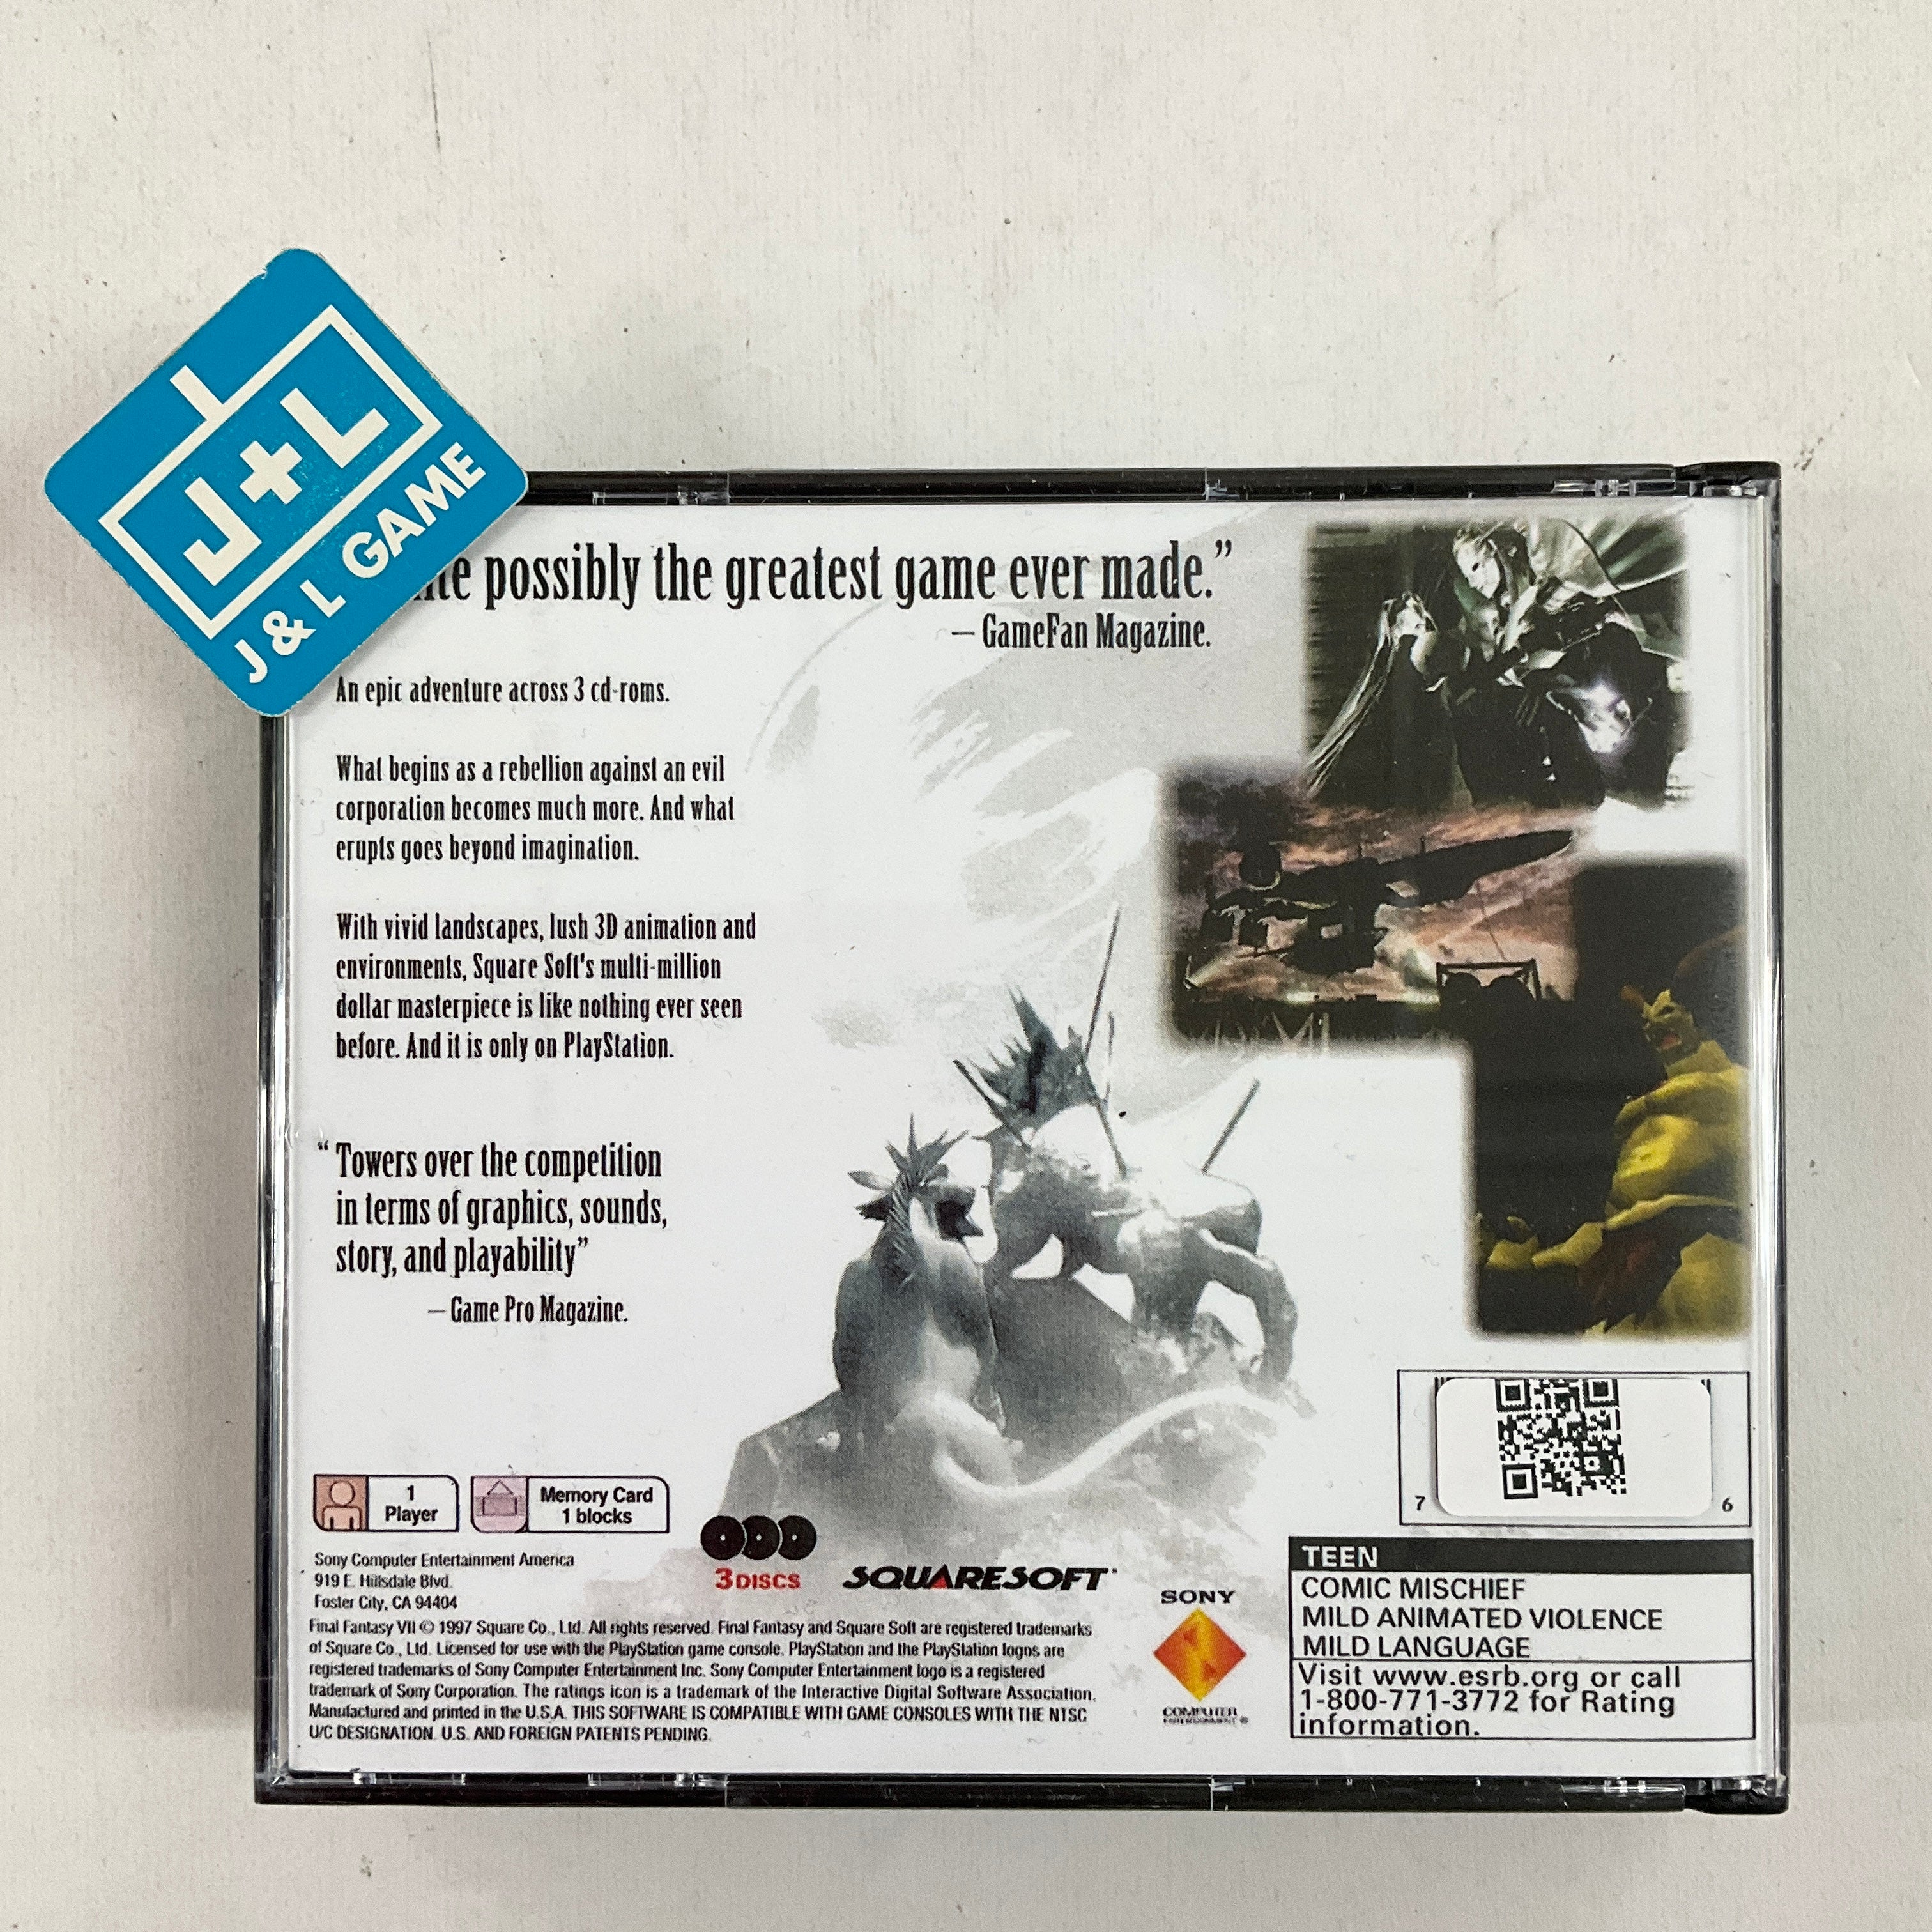 J+L
J & L GAME
possibly the greatest game ever made.”
– GameFan Magazine.
An epic adventure across 3 cd-roms.
What begins as a rebellion against an evil
corporation becomes much more. And what
erupts goes beyond imagination.
With vivid landscapes, lush 3D animation and
environments, Square Soft's multi-million
dollar masterpiece is like nothing ever seen
before. And it is only on PlayStation.
“ Towers over the competition
in terms of graphics, sounds,
story, and playability”
– Game Pro Magazine.
1
Player
Memory Card
1 blocks
3 DISCS
SQUARESOFT
Sony Computer Entertainment America
919 E. Hillsdale Blvd.
Foster City, CA 94404
Final Fantasy VII © 1997 Square Co., Ltd. All rights reserved. Final Fantasy and Square Soft are registered trademarks
of Square Co., Ltd. Licensed for use with the PlayStation game console. PlayStation and the PlayStation logos are
registered trademarks of Sony Computer Entertainment Inc. Sony Computer Entertainment logo is a registered
trademark of Sony Corporation. The ratings icon is a trademark of the Interactive Digital Software Association.
Manufactured and printed in the U.S.A. THIS SOFTWARE IS COMPATIBLE WITH GAME CONSOLES WITH THE NTSC
U/C DESIGNATION. U.S. AND FOREIGN PATENTS PENDING.
SONY
COMPUTER
ENTERTAINMENT ®
7 6
TEEN
COMIC MISCHIEF
MILD ANIMATED VIOLENCE
MILD LANGUAGE
Visit www.esrb.org or call
1-800-771-3772 for Rating
information.